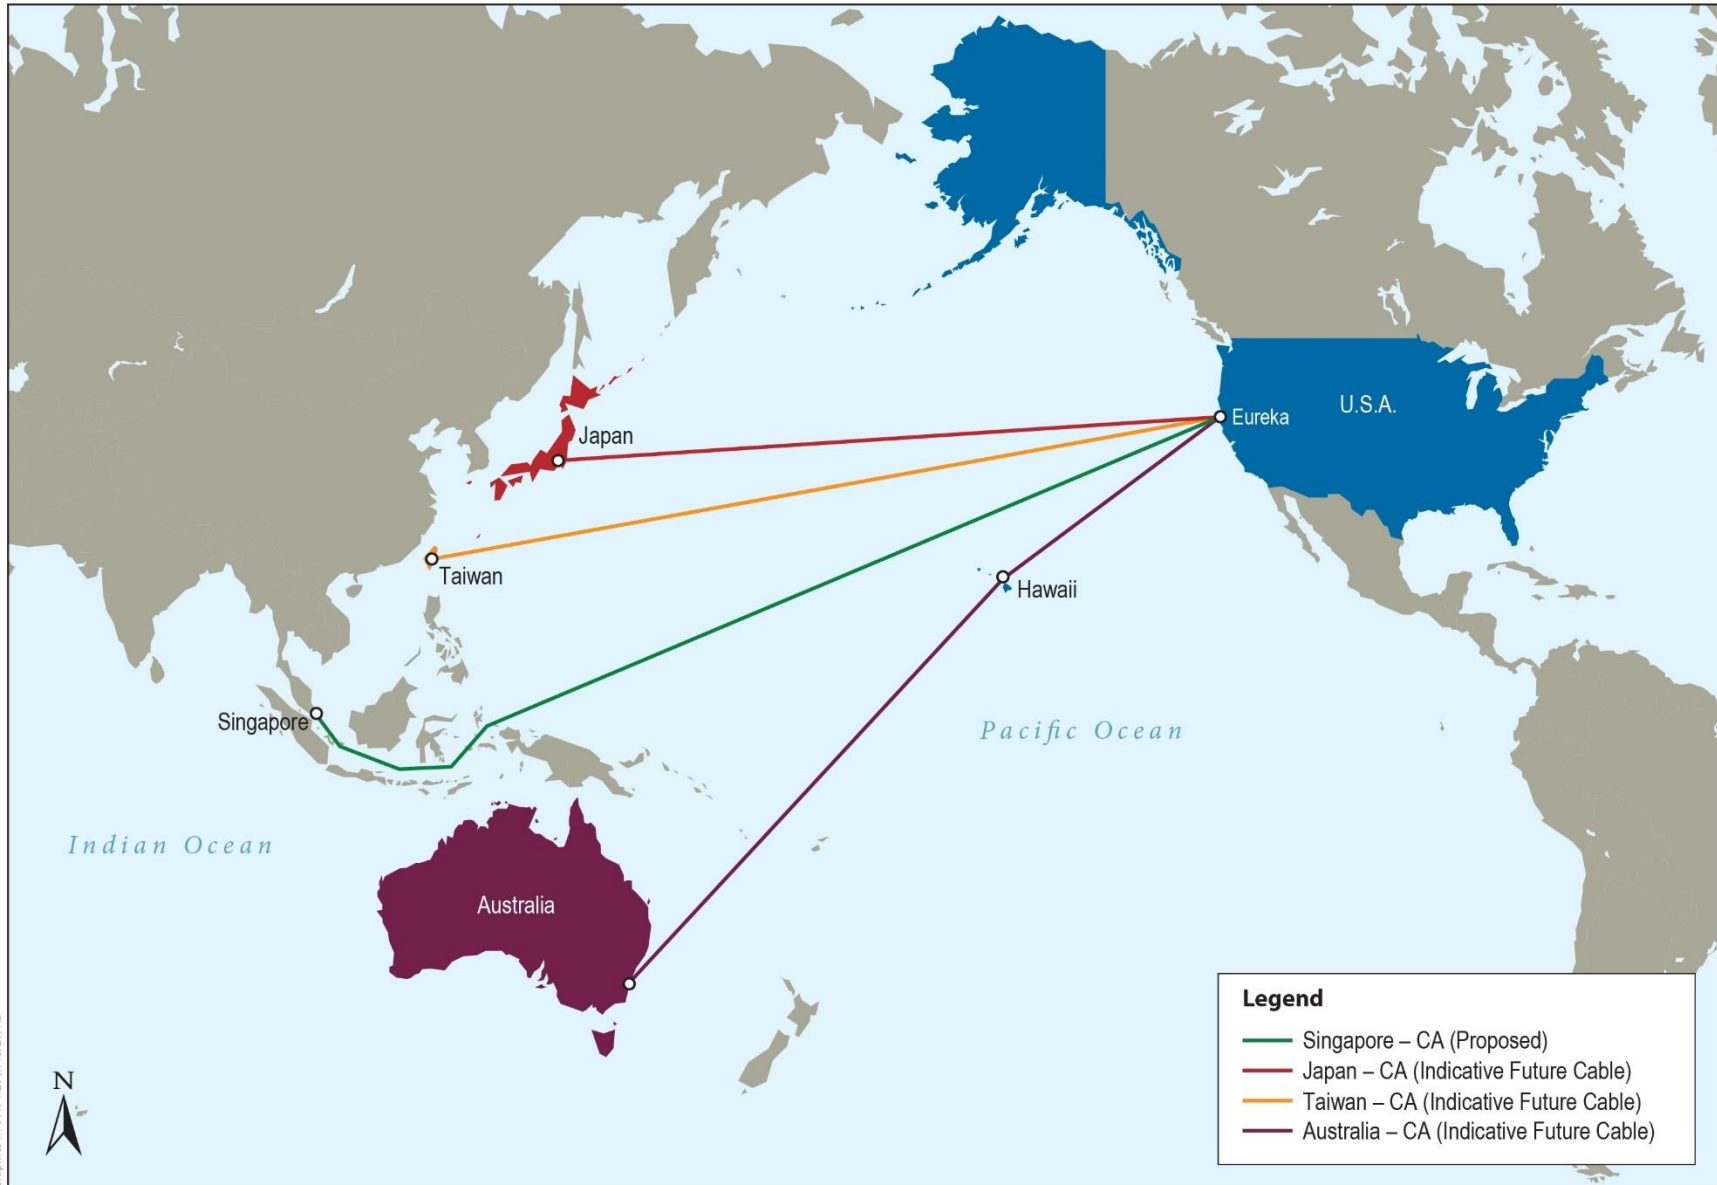 Japan
Eureka
U.S.A.
Taiwan
Hawaii
Singapore
Pacific Ocean
Indian Ocean
Australia
N
Legend
Singapore – CA (Proposed)
Japan – CA (Indicative Future Cable)
Taiwan – CA (Indicative Future Cable)
Australia – CA (Indicative Future Cable)